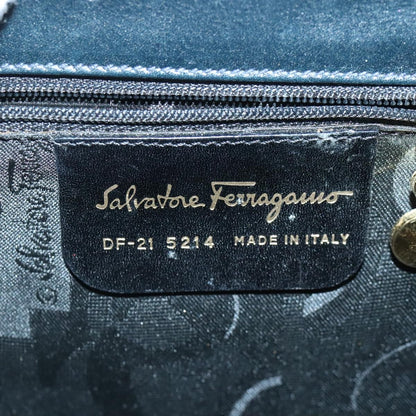 Salvatore Ferragamo
DF-21 5214 MADE IN ITALY